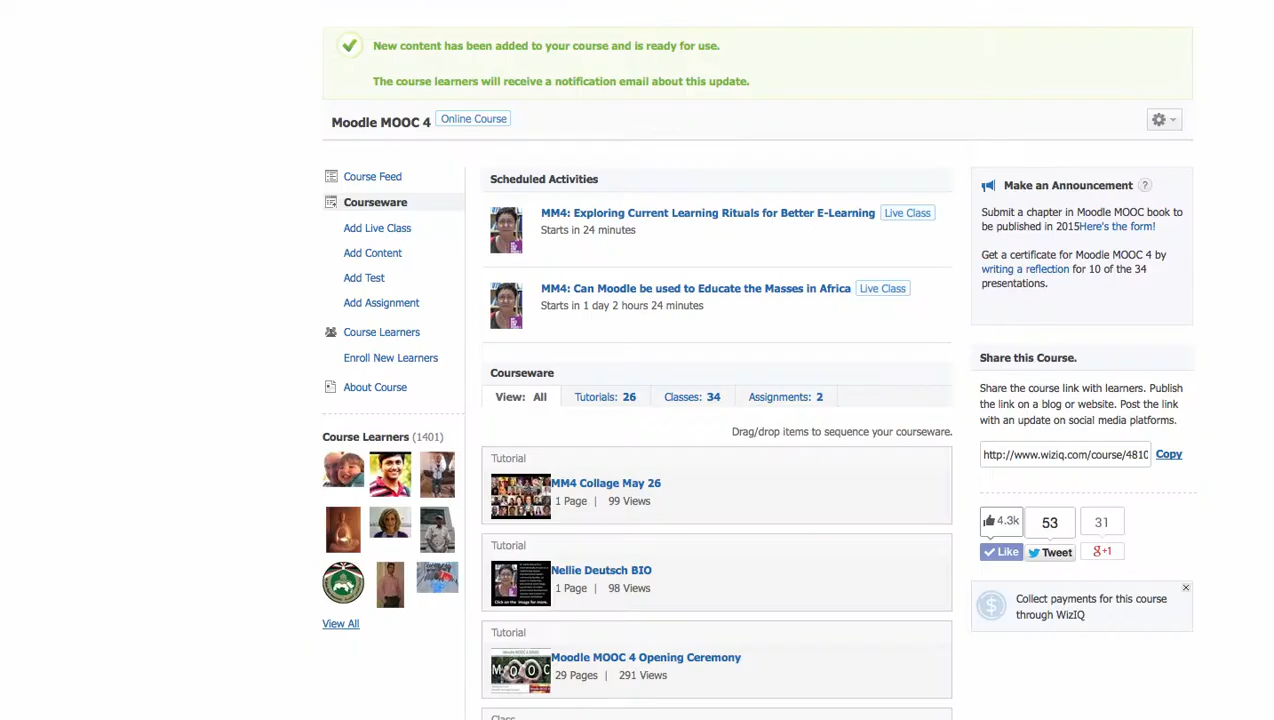 New content has been added to your course and is ready for use.
The course learners will receive a notification email about this update.
Moodle MOOC 4 Online Course
Course Feed
Courseware
Add Live Class
Add Content
Add Test
Add Assignment
Course Learners
Enroll New Learners
About Course
Course Learners (1401)
View All
Scheduled Activities
MM4: Exploring Current Learning Rituals for Better E-Learning Live Class
Starts in 24 minutes
MM4: Can Moodle be used to Educate the Masses in Africa Live Class
Starts in 1 day 2 hours 24 minutes
Courseware
View: All Tutorials: 26 Classes: 34 Assignments: 2
Drag/drop items to sequence your courseware.
Tutorial
MM4 Collage May 26
1 Page | 99 Views
Tutorial
Nellie Deutsch BIO
1 Page | 98 Views
Tutorial
Moodle MOOC 4 Opening Ceremony
29 Pages | 291 Views
Class
Make an Announcement ?
Submit a chapter in Moodle MOOC book to
be published in 2015Here's the form!
Get a certificate for Moodle MOOC 4 by
writing a reflection for 10 of the 34
presentations.
Share this Course.
Share the course link with learners. Publish
the link on a blog or website. Post the link
with an update on social media platforms.
http://www.wiziq.com/course/4810 Copy
4.3k 53 31
Like Tweet g+1
Collect payments for this course
through WizIQ